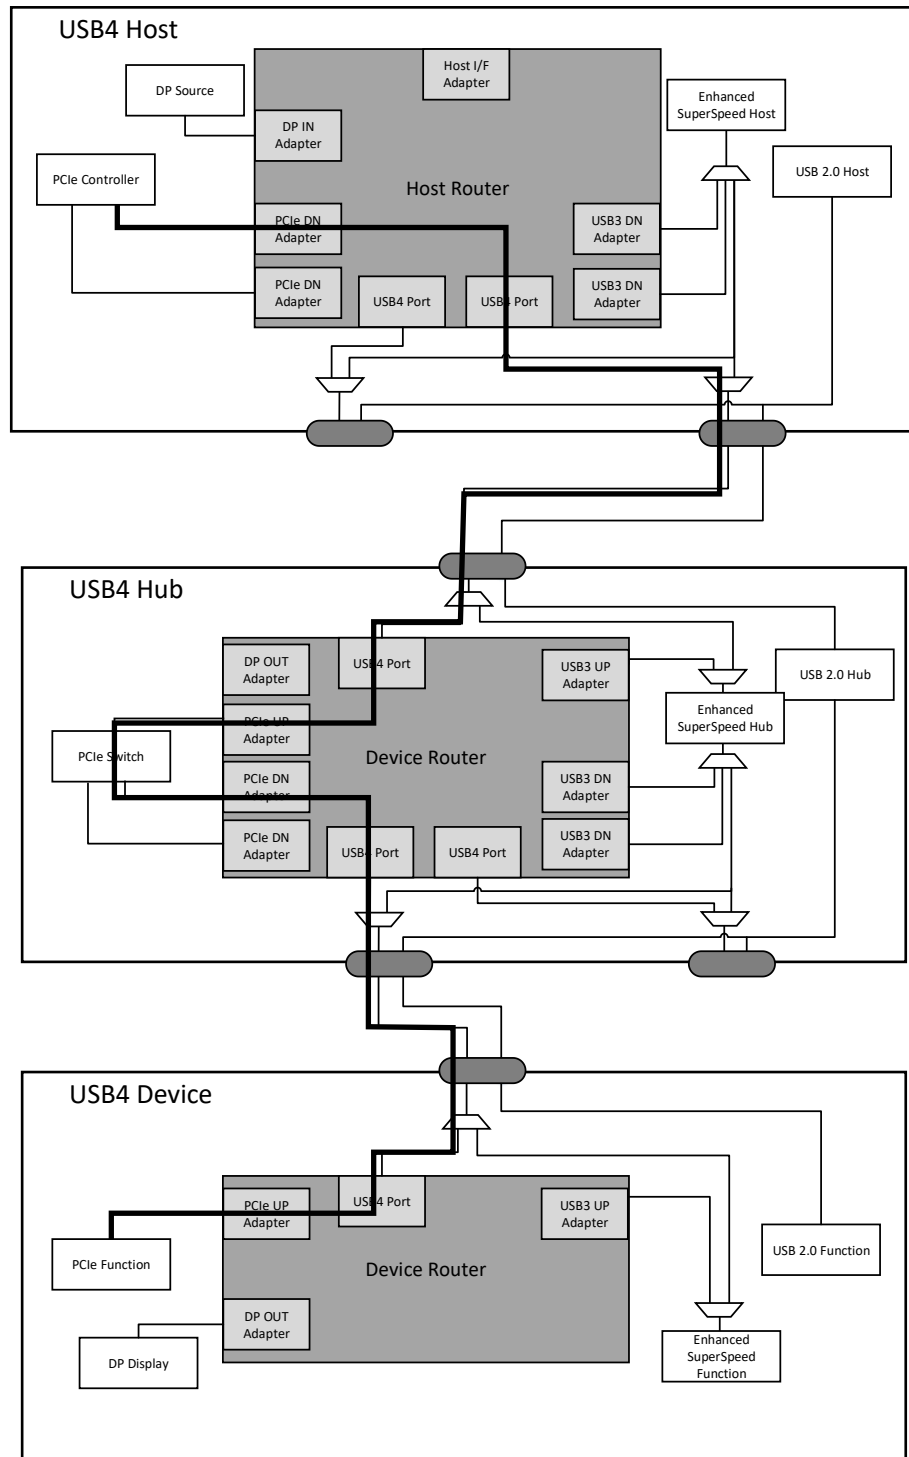 USB4 Host
Host I/F
Adapter
DP Source
Enhanced
SuperSpeed Host
DP IN
Adapter
USB 2.0 Host
PCIe Controller
Host Router
PCIe DN
Adapter
USB3 DN
Adapter
PCIe DN
Adapter
USB4 Port
USB4 Port
USB3 DN
Adapter
USB4 Hub
DP OUT
Adapter
USB4 Port
USB3 UP
Adapter
USB 2.0 Hub
PCIe UP
Adapter
Enhanced
SuperSpeed Hub
PCIe Switch
Device Router
PCIe DN
Adapter
USB3 DN
Adapter
PCIe DN
Adapter
USB4 Port
USB4 Port
USB3 DN
Adapter
USB4 Device
PCIe UP
Adapter
USB4 Port
USB3 UP
Adapter
PCIe Function
Device Router
USB 2.0 Function
DP OUT
Adapter
DP Display
Enhanced
SuperSpeed
Function